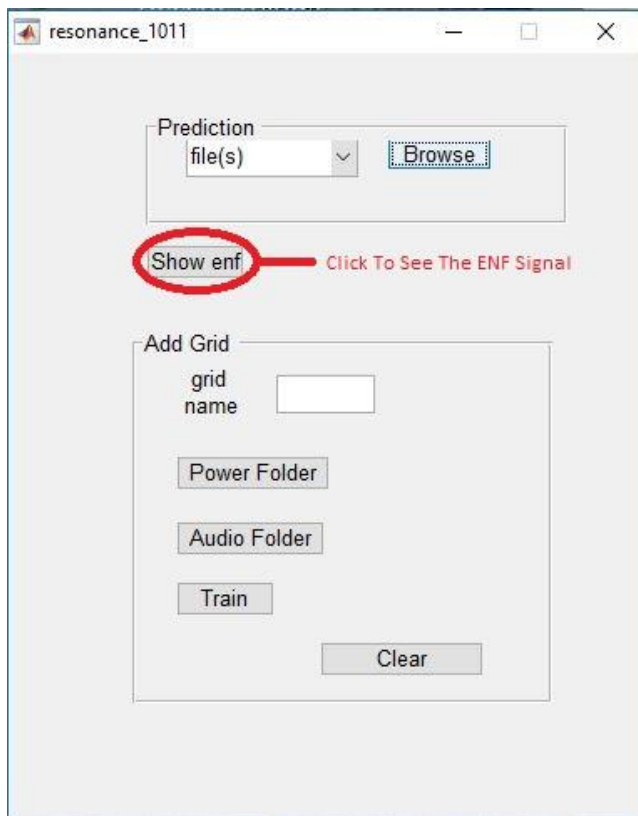 resonance_1011
Prediction
file(s)
Browse
Show enf
Click To See The ENF Signal
Add Grid
grid
name
Power Folder
Audio Folder
Train
Clear